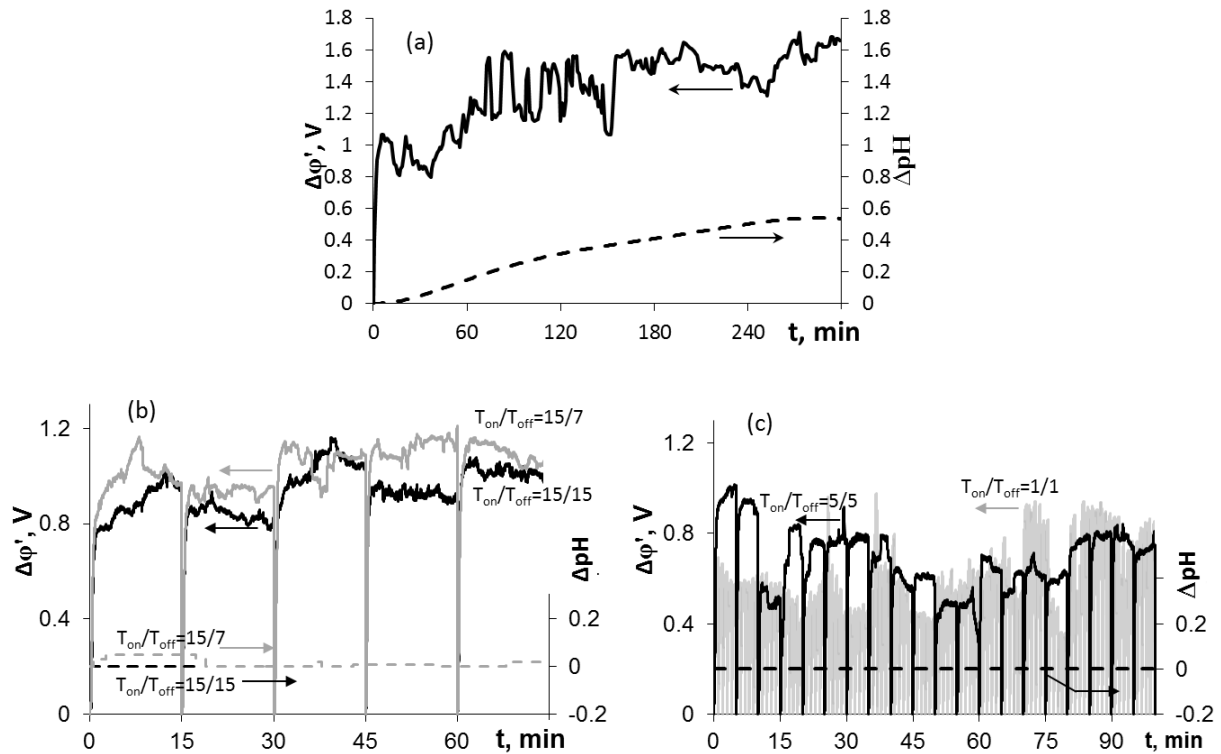 (a)
1.8
1.6
1.4
1.2
1
0.8
0.6
0.4
0.2
0
Δφ', V
1.8
1.6
1.4
1.2
1
0.8
0.6
0.4
0.2
0
ΔpH
0 60 120 180 240 t, min
(b)
1.2
0.8
0.4
0
Δφ', V
Ton/Toff=15/7
Ton/Toff=15/15
Ton/Toff=15/7
Ton/Toff=15/15
ΔpH
0.2
0
-0.2
0 15 30 45 60 t, min
(c)
1.2
0.8
0.4
0
Δφ', V
Ton/Toff=5/5
Ton/Toff=1/1
ΔpH
0.2
0
-0.2
0 15 30 45 60 75 90 t, min